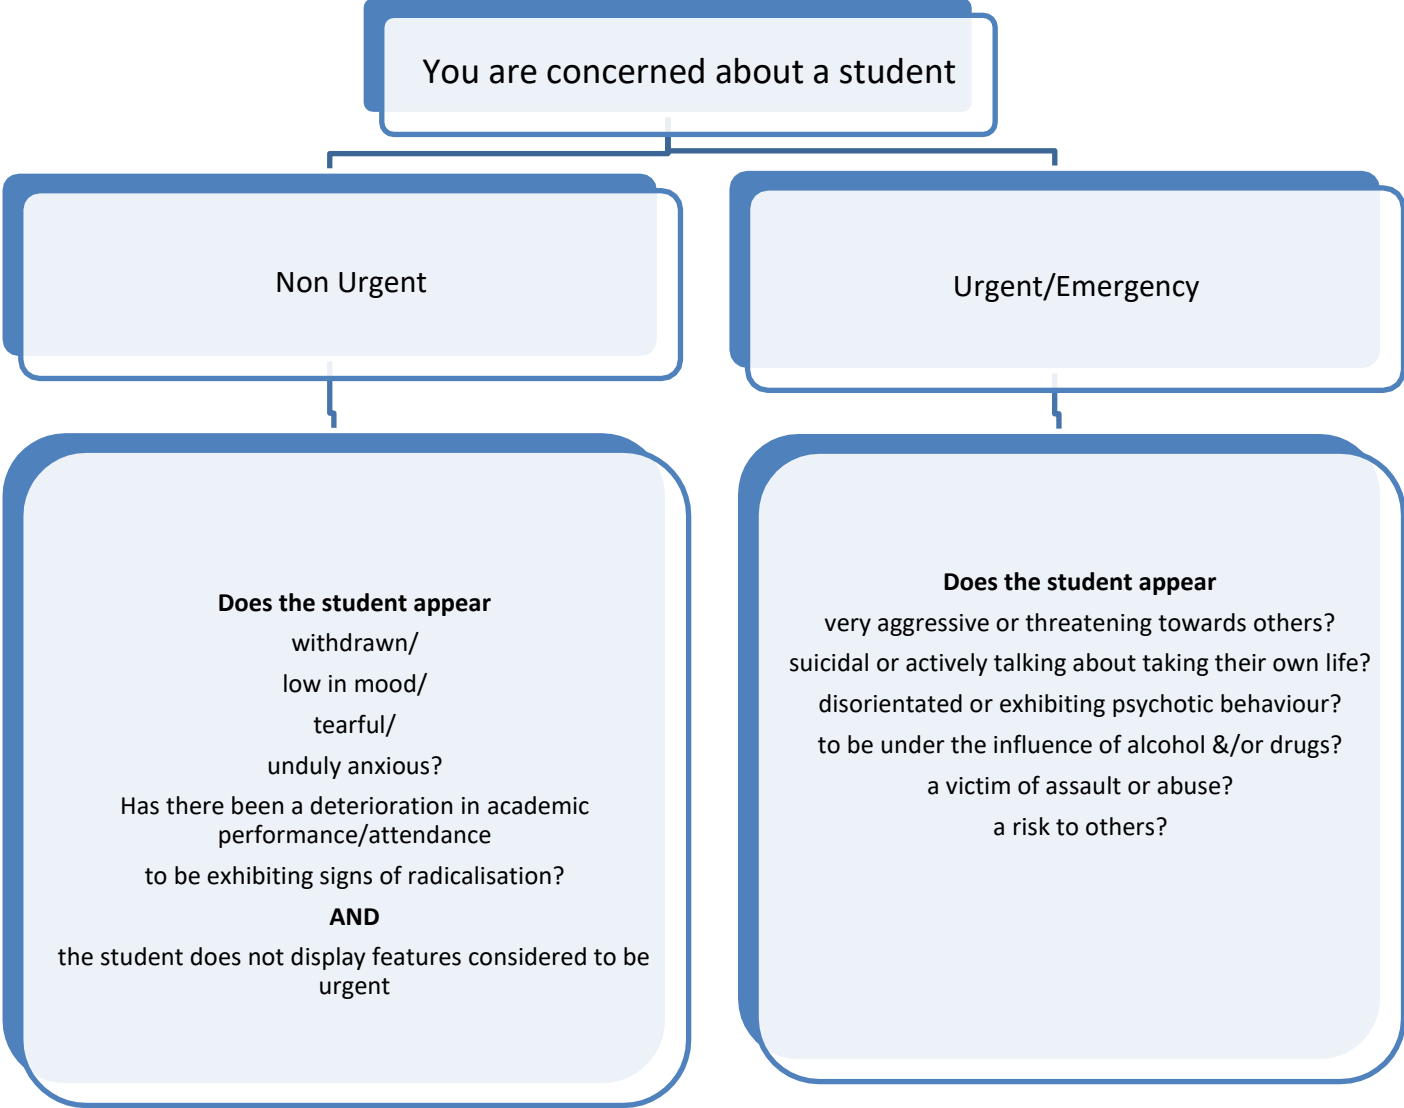 You are concerned about a student
Non Urgent
Urgent/Emergency
Does the student appear
withdrawn/
low in mood/
tearful/
unduly anxious?
Has there been a deterioration in academic
performance/attendance
to be exhibiting signs of radicalisation?
AND
the student does not display features considered to be
urgent
Does the student appear
very aggressive or threatening towards others?
suicidal or actively talking about taking their own life?
disorientated or exhibiting psychotic behaviour?
to be under the influence of alcohol &/or drugs?
a victim of assault or abuse?
a risk to others?